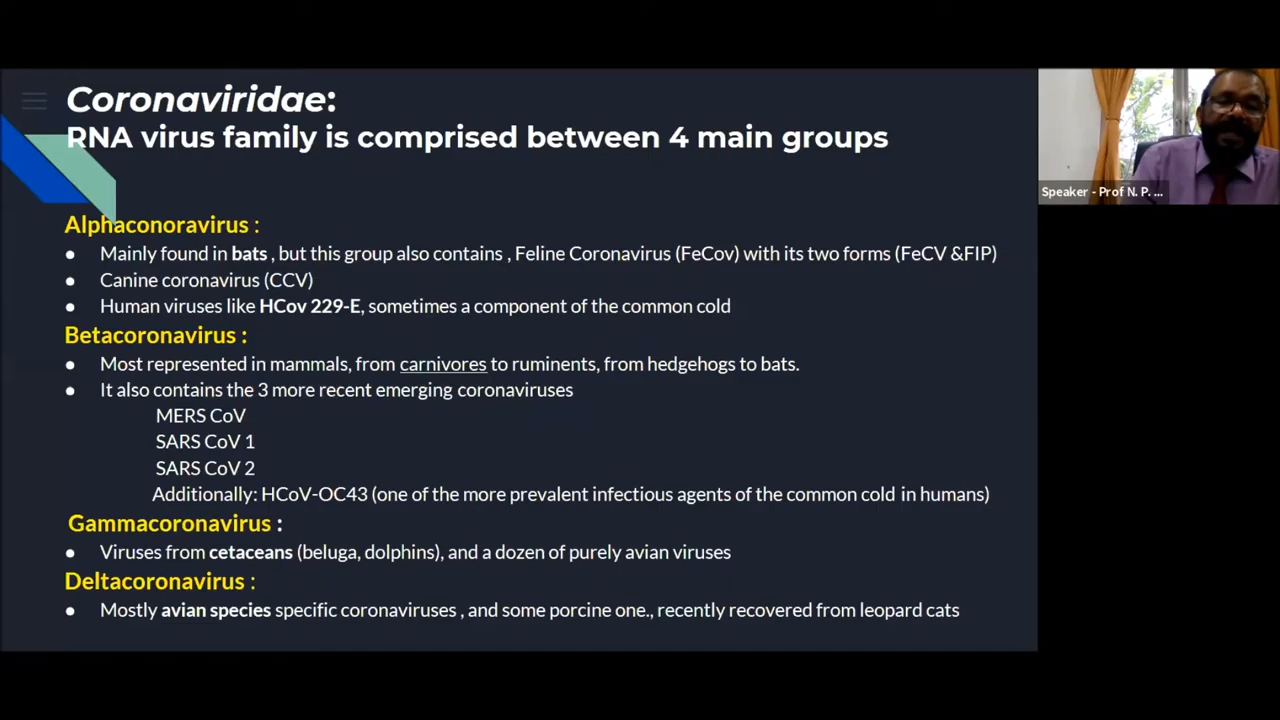 Coronaviridae:
RNA virus family is comprised between 4 main groups
Speaker - Prof N. P. ...
Alphaconoravirus :
● Mainly found in bats , but this group also contains , Feline Coronavirus (FeCov) with its two forms (FeCV &FIP)
● Canine coronavirus (CCV)
● Human viruses like HCov 229-E, sometimes a component of the common cold
Betacoronavirus :
● Most represented in mammals, from carnivores to ruminents, from hedgehogs to bats.
● It also contains the 3 more recent emerging coronaviruses
MERS CoV
SARS CoV 1
SARS CoV 2
Additionally: HCoV-OC43 (one of the more prevalent infectious agents of the common cold in humans)
Gammacoronavirus :
● Viruses from cetaceans (beluga, dolphins), and a dozen of purely avian viruses
Deltacoronavirus :
● Mostly avian species specific coronaviruses , and some porcine one., recently recovered from leopard cats